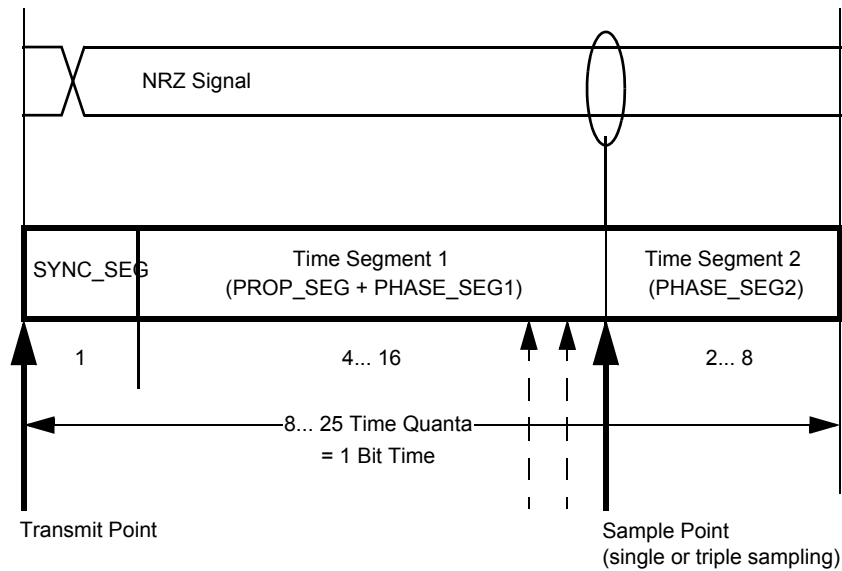 NRZ Signal
SYNC_SEG
Time Segment 1
(PROP_SEG + PHASE_SEG1)
Time Segment 2
(PHASE_SEG2)
1
4... 16
2... 8
8... 25 Time Quanta
= 1 Bit Time
Transmit Point
Sample Point
(single or triple sampling)